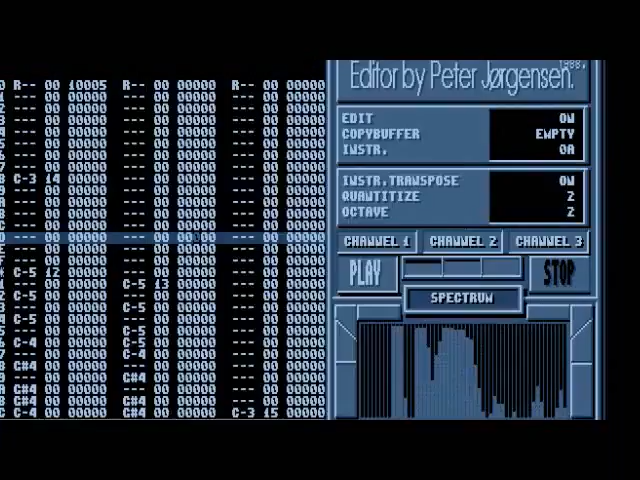 R-- 00 10005 R-- 00 00000 R-- 00 00000
--- 00 00000 --- 00 00000 --- 00 00000
--- 00 00000 --- 00 00000 --- 00 00000
--- 00 00000 --- 00 00000 --- 00 00000
--- 00 00000 --- 00 00000 --- 00 00000
--- 00 00000 --- 00 00000 --- 00 00000
--- 00 00000 --- 00 00000 --- 00 00000
--- 00 00000 --- 00 00000 --- 00 00000
C-3 14 00000 --- 00 00000 --- 00 00000
--- 00 00000 --- 00 00000 --- 00 00000
--- 00 00000 --- 00 00000 --- 00 00000
--- 00 00000 --- 00 00000 --- 00 00000
--- 00 00000 --- 00 00000 --- 00 00000
--- 00 00000 --- 00 00000 --- 00 00000
--- 00 00000 --- 00 00000 --- 00 00000
--- 00 00000 --- 00 00000 --- 00 00000
C-5 12 00000 --- 00 00000 --- 00 00000
--- 00 00000 C-5 13 00000 --- 00 00000
C-5 00 00000 --- 00 00000 --- 00 00000
--- 00 00000 C-5 00 00000 --- 00 00000
C-5 00 00000 --- 00 00000 --- 00 00000
--- 00 00000 C-5 00 00000 --- 00 00000
C-4 00 00000 C-5 00 00000 --- 00 00000
--- 00 00000 C-4 00 00000 --- 00 00000
G#4 00 00000 --- 00 00000 --- 00 00000
--- 00 00000 G#4 00 00000 --- 00 00000
G#4 00 00000 --- 00 00000 --- 00 00000
G#4 00 00000 G#4 00 00000 --- 00 00000
C-4 00 00000 G#4 00 00000 C-3 15 00000
Editor by Peter Jørgensen. 1988.
EDIT ON
COPYBUFFER EMPTY
INSTR. 0A
INSTR.TRANSPOSE ON
QUANTITIZE 2
OCTAVE 2
CHANNEL 1 CHANNEL 2 CHANNEL 3
PLAY STOP
SPECTRUM